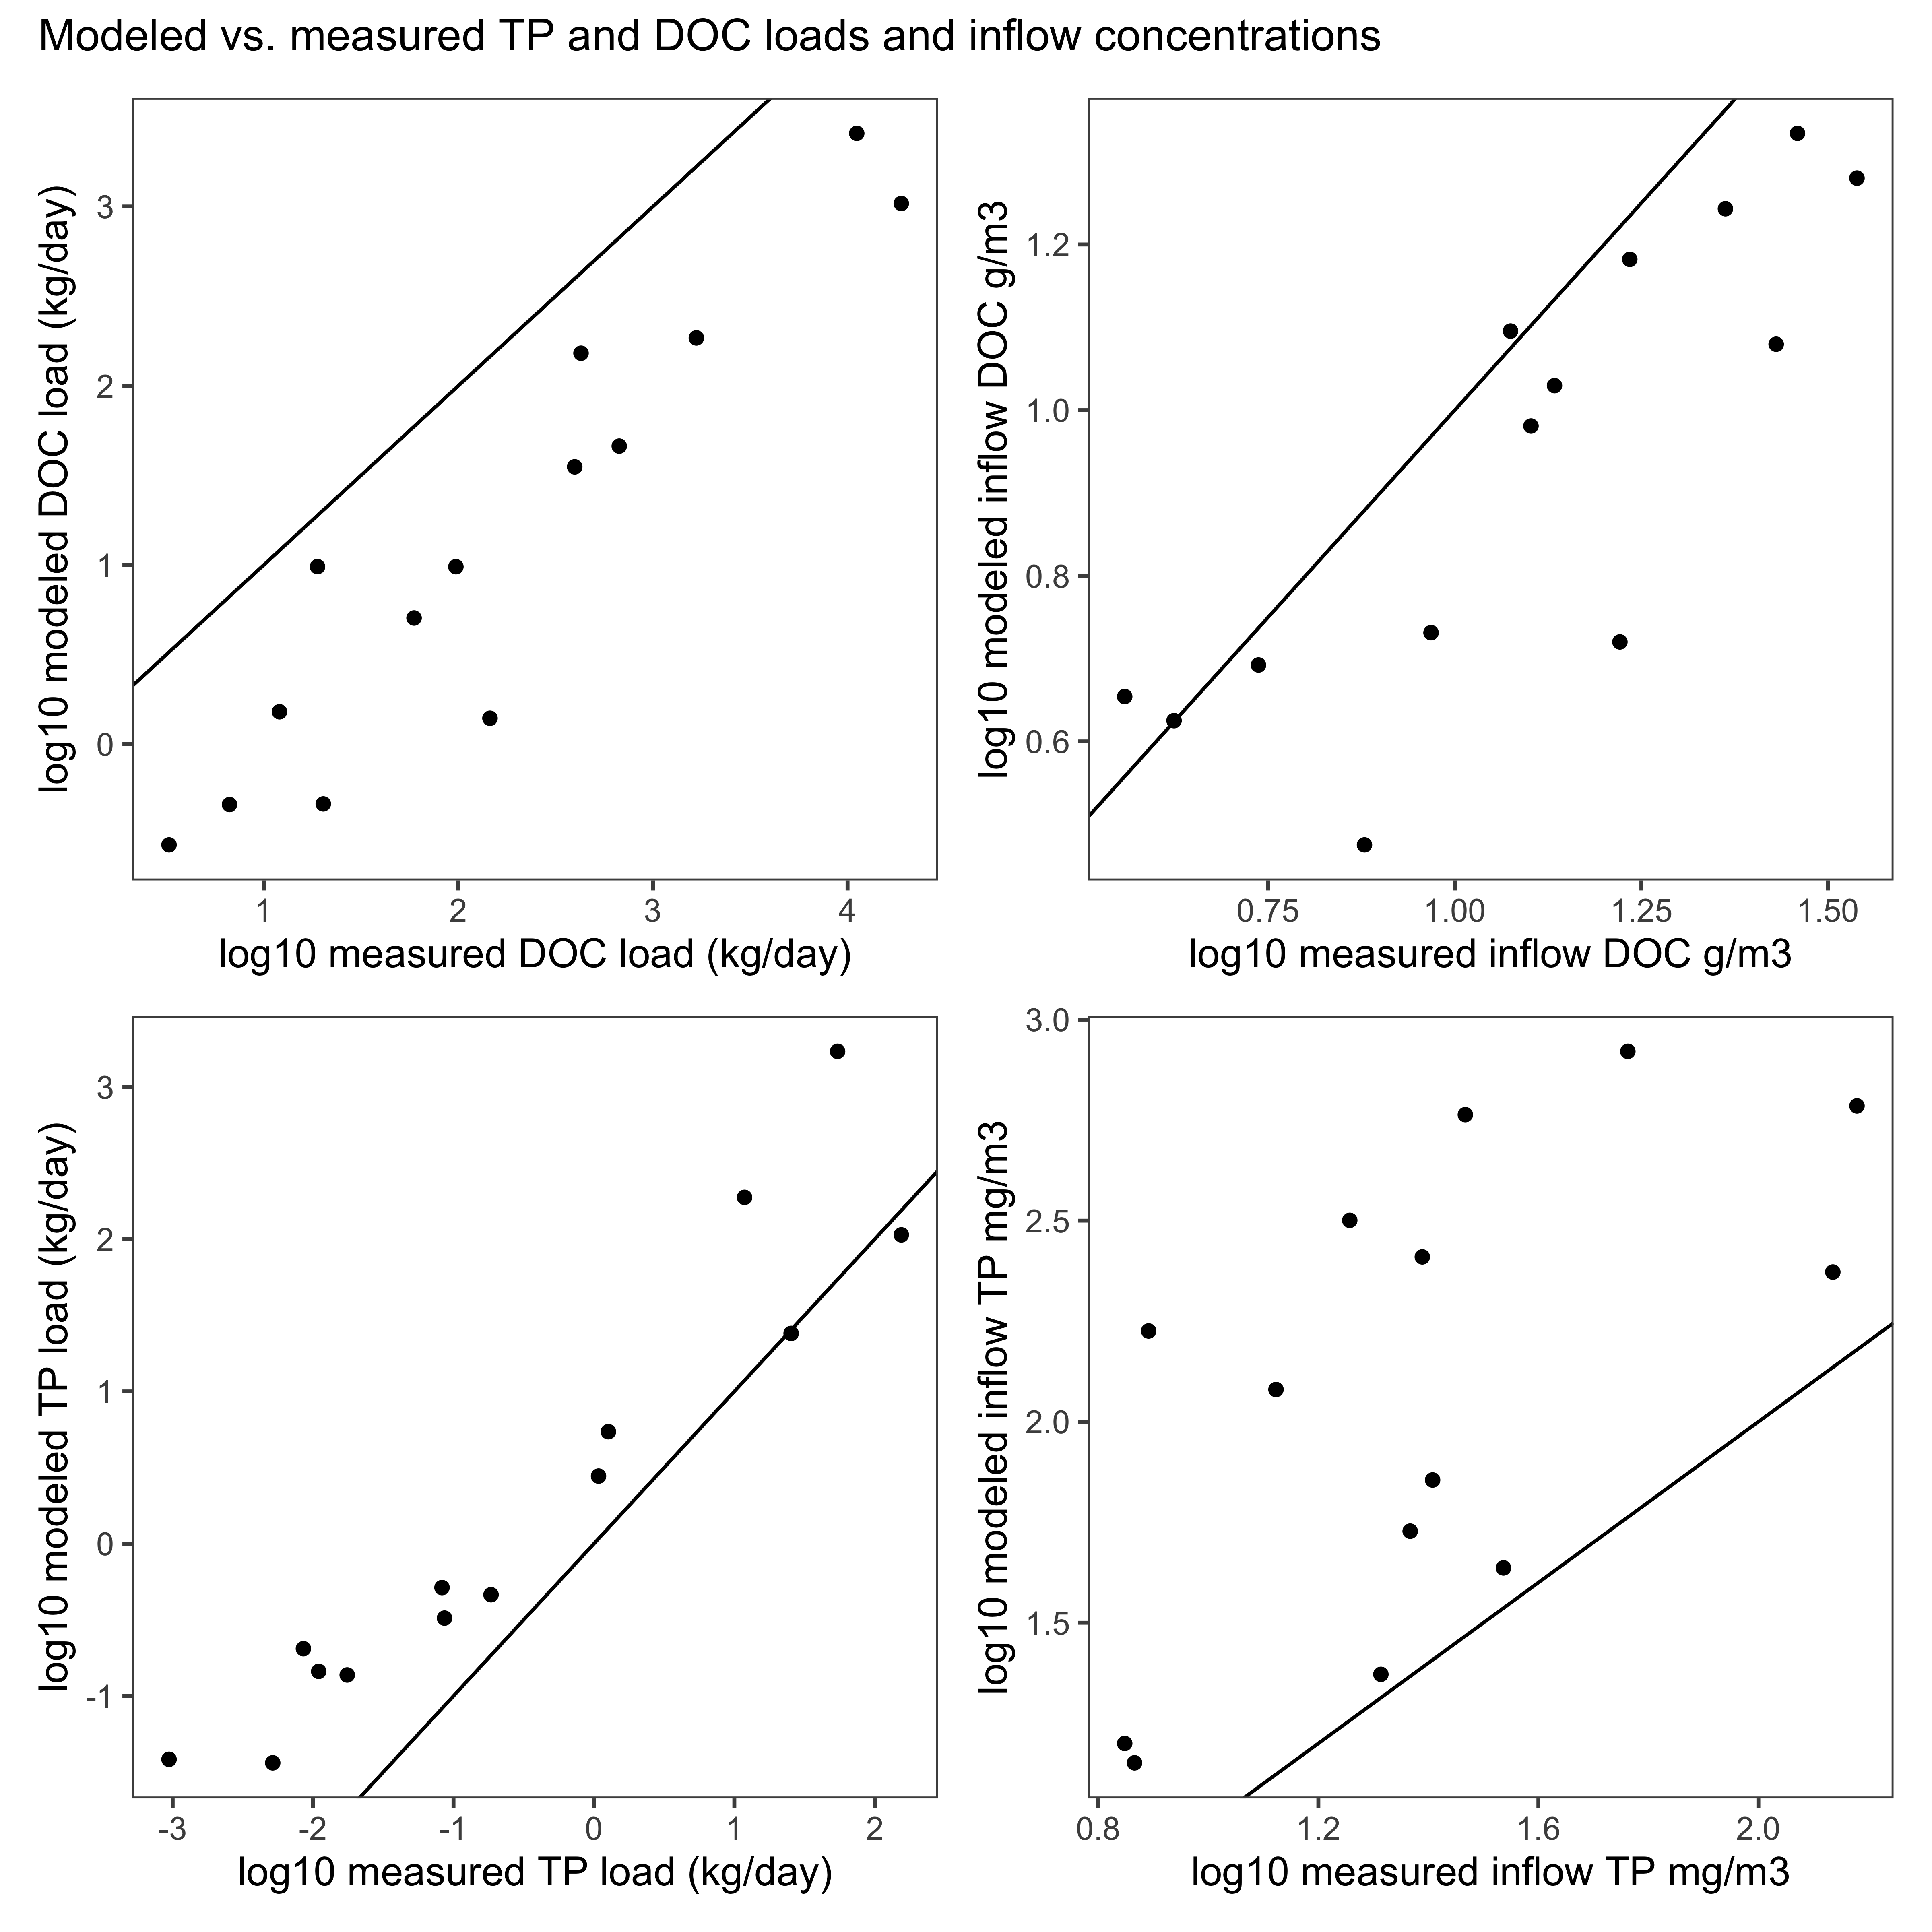 Modeled vs. measured TP and DOC loads and inflow concentrations
log10 modeled DOC load (kg/day)
3
2
1
0
1 2 3 4
log10 measured DOC load (kg/day)
log10 modeled inflow DOC g/m3
1.2
1.0
0.8
0.6
0.75 1.00 1.25 1.50
log10 measured inflow DOC g/m3
log10 modeled TP load (kg/day)
3
2
1
0
-1
-3 -2 -1 0 1 2
log10 measured TP load (kg/day)
log10 modeled inflow TP mg/m3
3.0
2.5
2.0
1.5
0.8 1.2 1.6 2.0
log10 measured inflow TP mg/m3